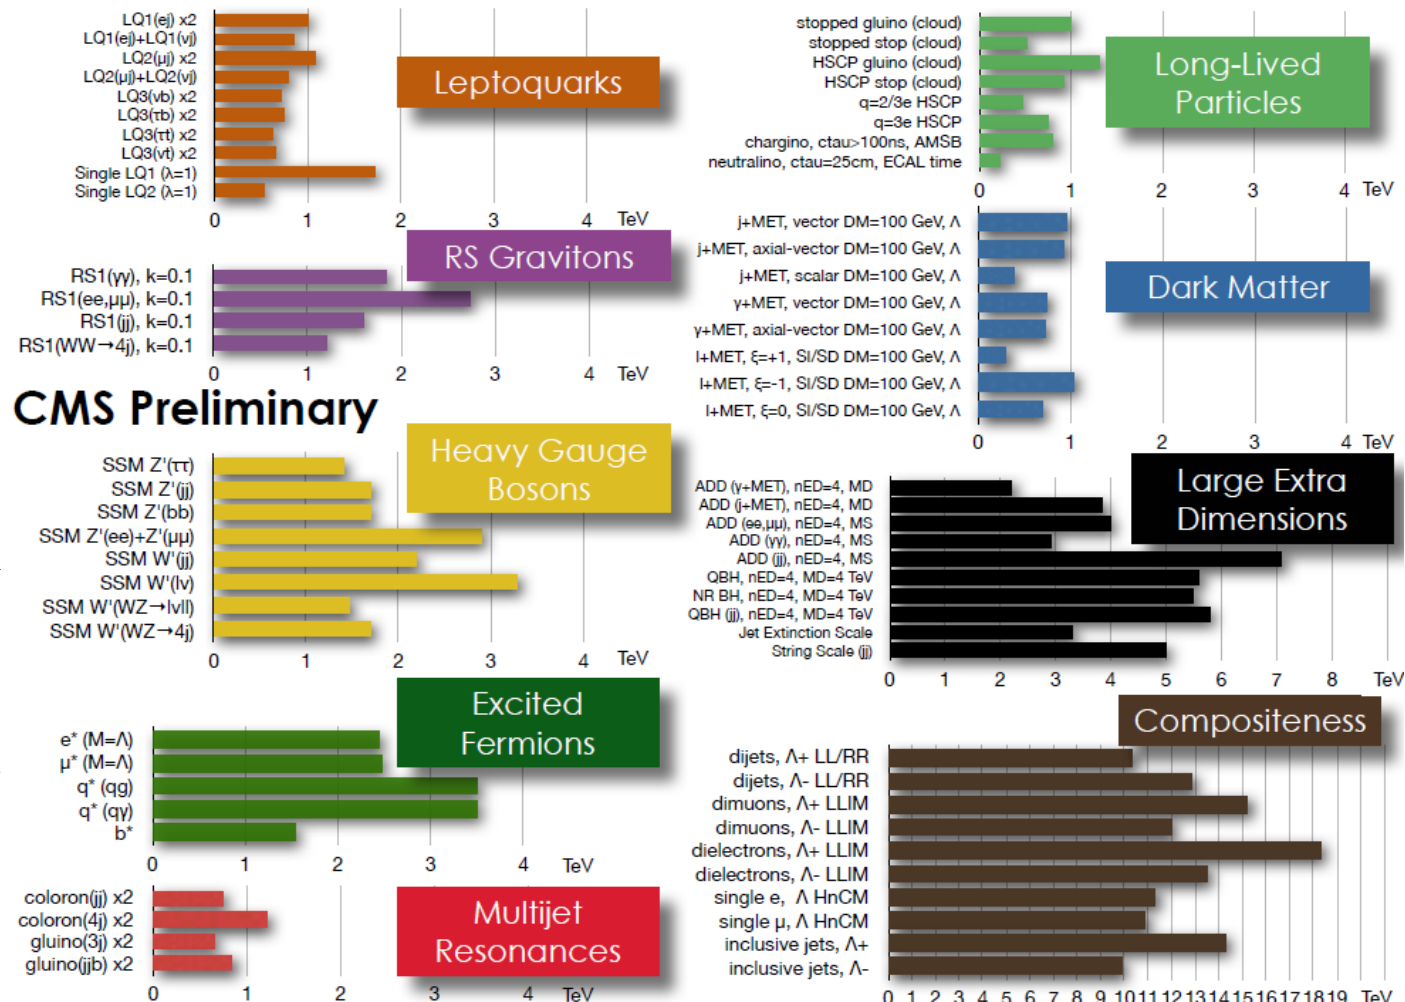 LQ1(ej) x2
LQ1(ej)+LQ1(νj)
LQ2(μj) x2
LQ2(μj)+LQ2(νj)
LQ3(νb) x2
LQ3(τb) x2
LQ3(τt) x2
LQ3(vt) x2
Single LQ1 (λ=1)
Single LQ2 (λ=1)
0 1 2 3 4 TeV
Leptoquarks
RS Gravitons
RS1(γγ), k=0.1
RS1(ee,μμ), k=0.1
RS1(jj), k=0.1
RS1(WW→4j), k=0.1
0 1 2 3 4 TeV
CMS Preliminary
Heavy Gauge
Bosons
SSM Z'(ττ)
SSM Z'(jj)
SSM Z'(bb)
SSM Z'(ee)+Z'(μμ)
SSM W'(jj)
SSM W'(lv)
SSM W'(WZ→lvll)
SSM W'(WZ→4j)
0 1 2 3 4 TeV
Excited
Fermions
e* (M=Λ)
μ* (M=Λ)
q* (qg)
q* (qγ)
b*
0 1 2 3 4 TeV
coloron(jj) x2
coloron(4j) x2
gluino(3j) x2
gluino(jjb) x2
0 1 2 3 4 TeV
Multijet
Resonances
stopped gluino (cloud)
stopped stop (cloud)
HSCP gluino (cloud)
HSCP stop (cloud)
q=2/3e HSCP
q=3e HSCP
chargino, ctau>100ns, AMSB
neutralino, ctau=25cm, ECAL time
0 1 2 3 4 TeV
Long-Lived
Particles
j+MET, vector DM=100 GeV, Λ
j+MET, axial-vector DM=100 GeV, Λ
j+MET, scalar DM=100 GeV, Λ
γ+MET, vector DM=100 GeV, Λ
γ+MET, axial-vector DM=100 GeV, Λ
l+MET, ξ=+1, SI/SD DM=100 GeV, Λ
l+MET, ξ=-1, SI/SD DM=100 GeV, Λ
l+MET, ξ=0, SI/SD DM=100 GeV, Λ
0 1 2 3 4 TeV
Dark Matter
Large Extra
Dimensions
ADD (γ+MET), nED=4, MD
ADD (j+MET), nED=4, MD
ADD (ee,μμ), nED=4, MS
ADD (γγ), nED=4, MS
ADD (jj), nED=4, MS
QBH, nED=4, MD=4 TeV
NR BH, nED=4, MD=4 TeV
QBH (jj), nED=4, MD=4 TeV
Jet Extinction Scale
String Scale (jj)
0 1 2 3 4 5 6 7 8 TeV
Compositeness
dijets, Λ+ LL/RR
dijets, Λ- LL/RR
dimuons, Λ+ LLIM
dimuons, Λ- LLIM
dielectrons, Λ+ LLIM
dielectrons, Λ- LLIM
single e, Λ HnCM
single μ, Λ HnCM
inclusive jets, Λ+
inclusive jets, Λ-
0 1 2 3 4 5 6 7 8 9 10 11 12 13 14 15 16 17 18 19 TeV